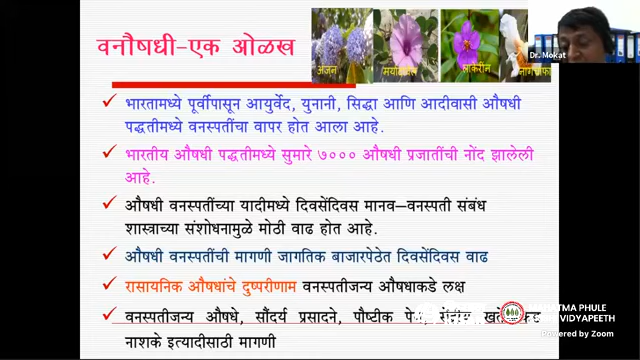 वनौषधी-एक ओळख
अंजन
लाकरीन
Dr. Mokat
भारतामध्ये पूर्वीपासून आयुर्वेद, युनानी, सिद्धा आणि आदीवासी औषधी
पद्धतीमध्ये वनस्पतींचा वापर होत आला आहे.
भारतीय औषधी पद्धतीमध्ये सुमारे ७००० औषधी प्रजातींची नोंद झालेली
आहे.
औषधी वनस्पतींच्या यादीमध्ये दिवसेंदिवस मानव–वनस्पती संबंध
शास्त्राच्या संशोधनामुळे मोठी वाढ होत आहे.
औषधी वनस्पतींची मागणी जागतिक बाजारपेठेत दिवसेंदिवस वाढ
रासायनिक औषधांचे दुष्परीणाम वनस्पतीजन्य औषधाकडे लक्ष
वनस्पतीजन्य औषधे, सौंदर्य प्रसादने, पौष्टीक
नाशके इत्यादीसाठी मागणी
MAHATMA PHULE
VIDYAPEETH
Powered by Zoom